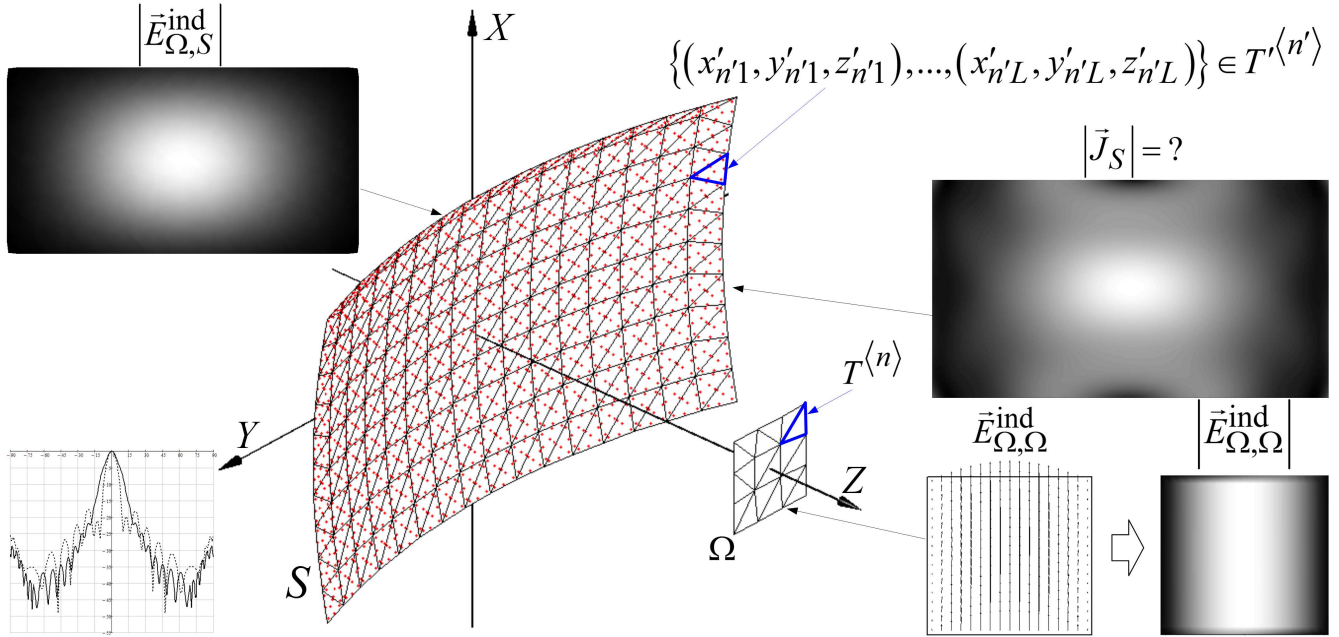 |E⃗^ind_Ω,S|
X
{(x′_n′1, y′_n′1, z′_n′1),...,(x′_n′L, y′_n′L, z′_n′L)} ∈ T′^⟨n′⟩
|J⃗_S| = ?
T^⟨n⟩
Y
Z
Ω
S
E⃗^ind_Ω,Ω
|E⃗^ind_Ω,Ω|